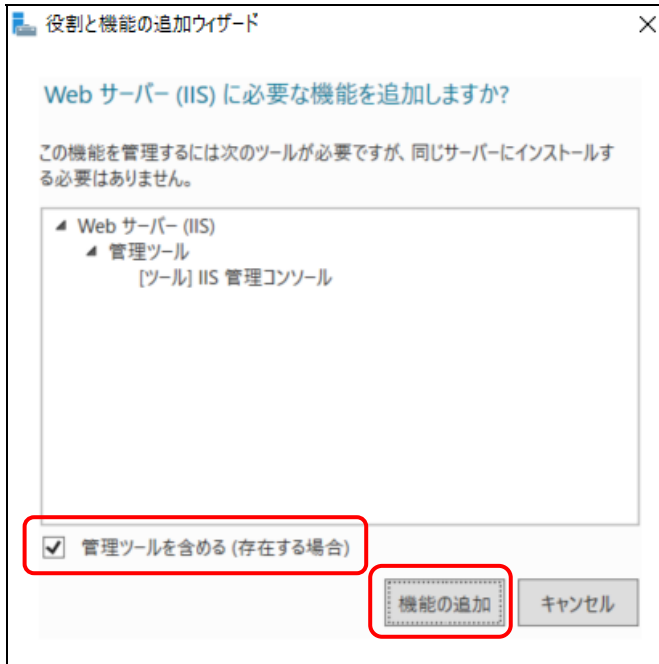 役割と機能の追加ウィザード
Web サーバー (IIS) に必要な機能を追加しますか?
この機能を管理するには次のツールが必要ですが、同じサーバーにインストールす
る必要はありません。
Web サーバー (IIS)
管理ツール
[ツール] IIS 管理コンソール
管理ツールを含める (存在する場合)
機能の追加
キャンセル